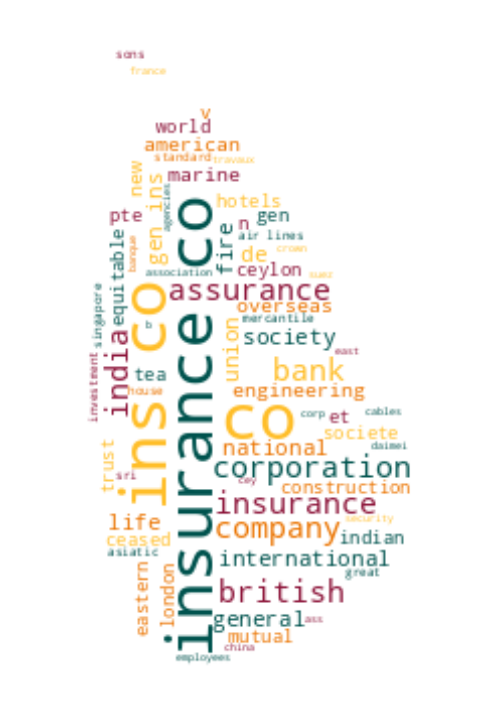 sons
france
v
world
american
standard
travaux
new
gen ins
marine
agencies
hotels
pte
n
gen
fire
air lines
equitable
banque
de
crown
association
ceylon
suez
insurance co
ins co
assurance
singapore
overseas
mercantile
b
india
union
society
east
investment
tea
bank
house
engineering
co
corp
et
cables
societe
daimei
trust
national
corporation
sri
cey
construction
insurance
life
company
security
ceased
indian
asiatic
international
great
eastern
london
british
general
ass
mutual
china
employees